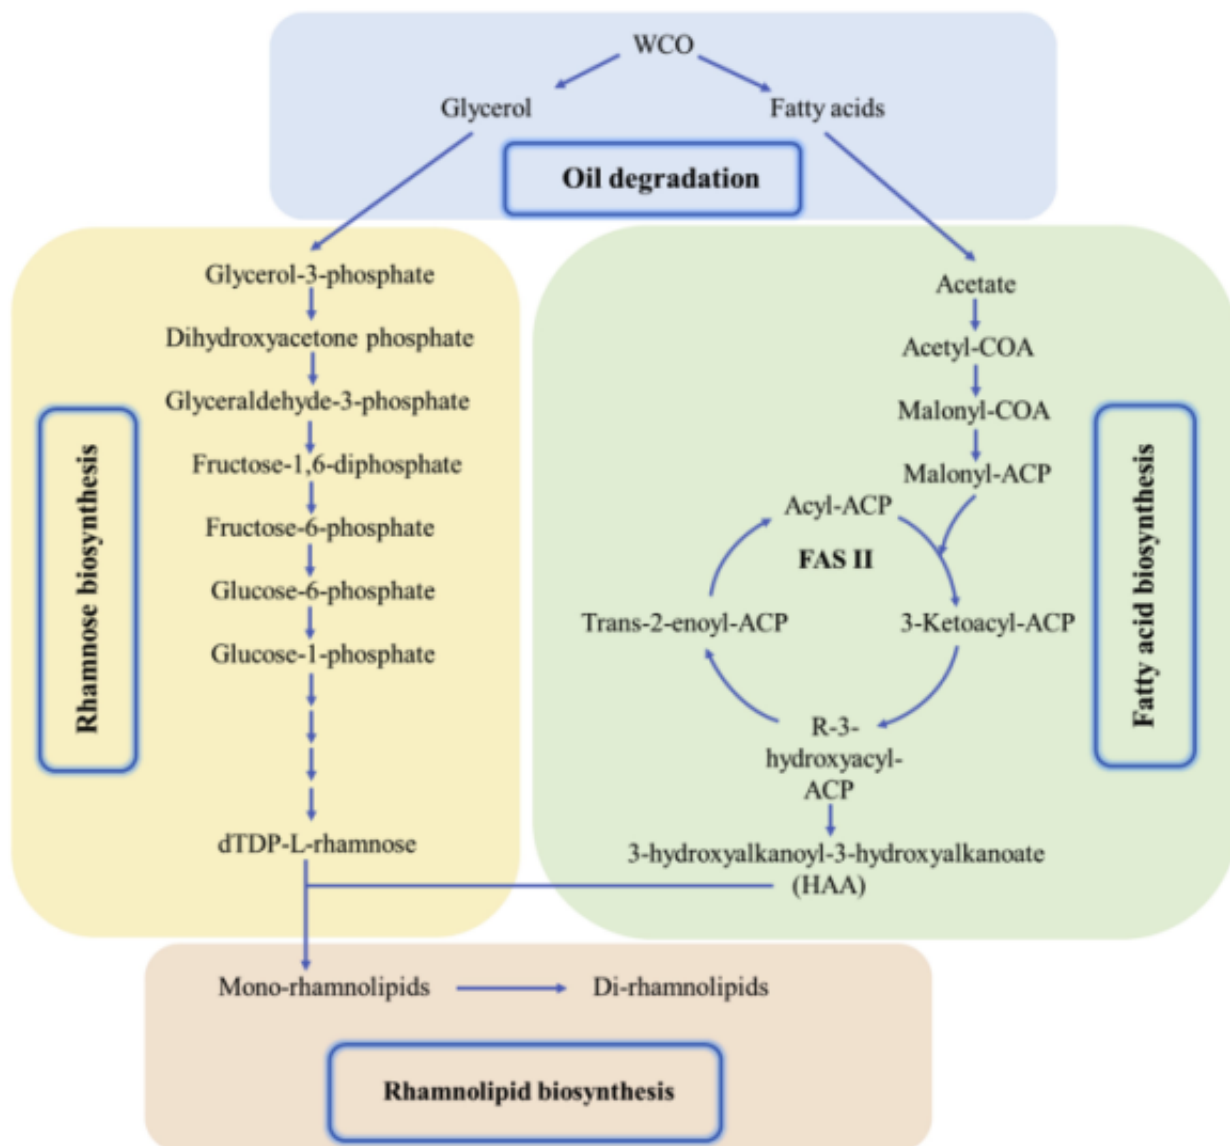 WCO
Glycerol
Fatty acids
Oil degradation
Rhamnose biosynthesis
Glycerol-3-phosphate
Dihydroxyacetone phosphate
Glyceraldehyde-3-phosphate
Fructose-1,6-diphosphate
Fructose-6-phosphate
Glucose-6-phosphate
Glucose-1-phosphate
dTDP-L-rhamnose
Acetate
Acetyl-COA
Malonyl-COA
Malonyl-ACP
Acyl-ACP
FAS II
Trans-2-enoyl-ACP
3-Ketoacyl-ACP
R-3-
hydroxyacyl-
ACP
3-hydroxyalkanoyl-3-hydroxyalkanoate
(HAA)
Fatty acid biosynthesis
Mono-rhamnolipids
Di-rhamnolipids
Rhamnolipid biosynthesis